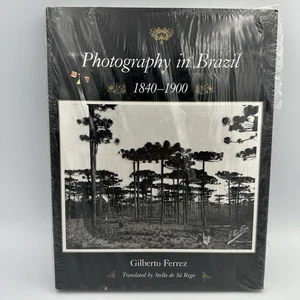 Photography in Brazil
1840–1900
Gilberto Ferrez
Translated by Stella de Sá Rego